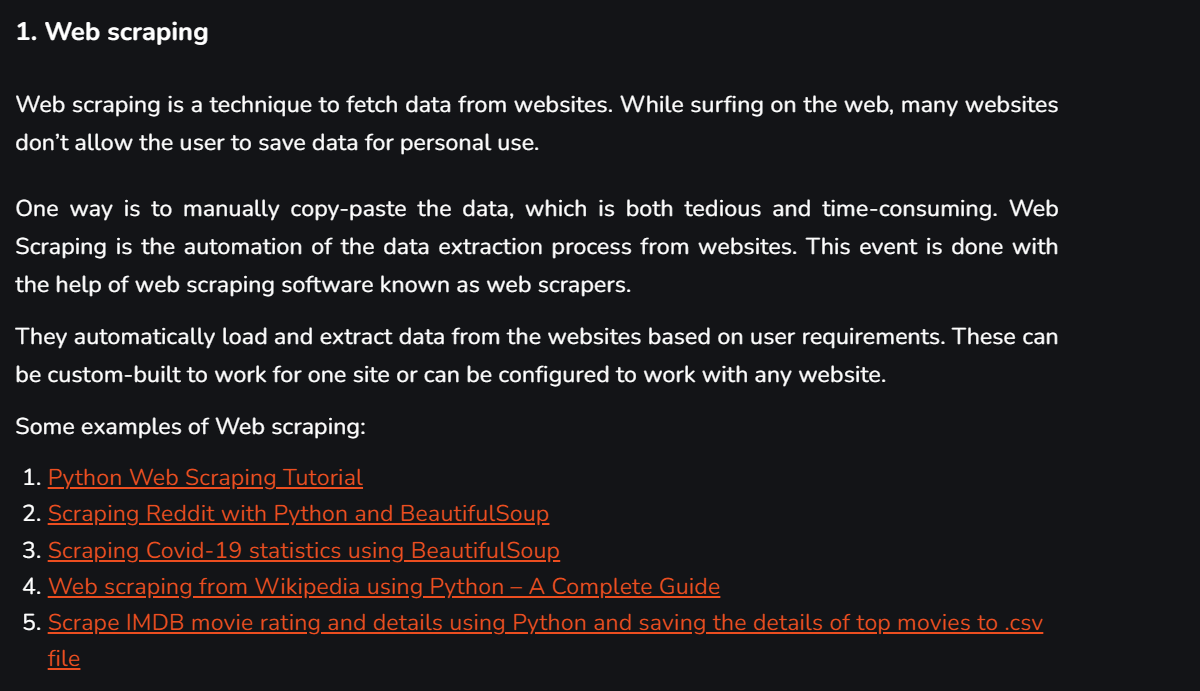 1. Web scraping
Web scraping is a technique to fetch data from websites. While surfing on the web, many websites
don’t allow the user to save data for personal use.
One way is to manually copy-paste the data, which is both tedious and time-consuming. Web
Scraping is the automation of the data extraction process from websites. This event is done with
the help of web scraping software known as web scrapers.
They automatically load and extract data from the websites based on user requirements. These can
be custom-built to work for one site or can be configured to work with any website.
Some examples of Web scraping:
1. Python Web Scraping Tutorial
2. Scraping Reddit with Python and BeautifulSoup
3. Scraping Covid-19 statistics using BeautifulSoup
4. Web scraping from Wikipedia using Python – A Complete Guide
5. Scrape IMDB movie rating and details using Python and saving the details of top movies to .csv
file